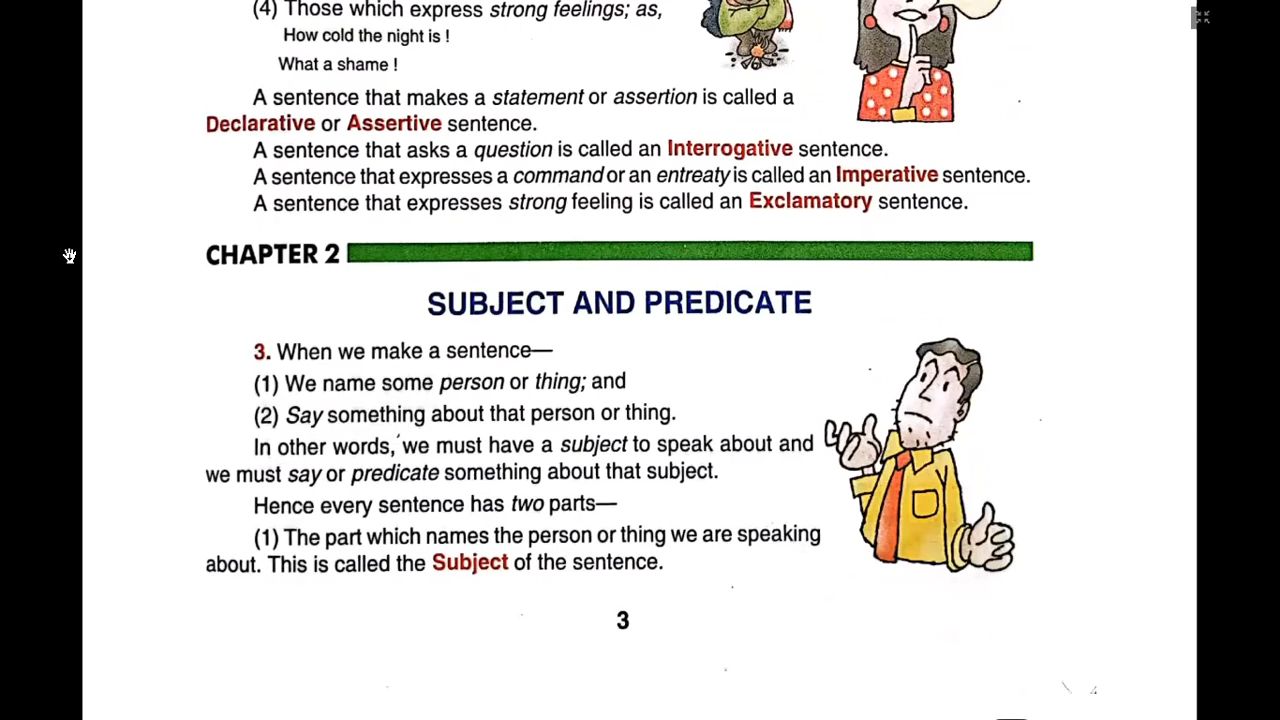 (4) Those which express strong feelings; as,
How cold the night is !
What a shame !
A sentence that makes a statement or assertion is called a
Declarative or Assertive sentence.
A sentence that asks a question is called an Interrogative sentence.
A sentence that expresses a command or an entreaty is called an Imperative sentence.
A sentence that expresses strong feeling is called an Exclamatory sentence.
CHAPTER 2
SUBJECT AND PREDICATE
3. When we make a sentence—
(1) We name some person or thing; and
(2) Say something about that person or thing.
In other words, we must have a subject to speak about and
we must say or predicate something about that subject.
Hence every sentence has two parts—
(1) The part which names the person or thing we are speaking
about. This is called the Subject of the sentence.
3